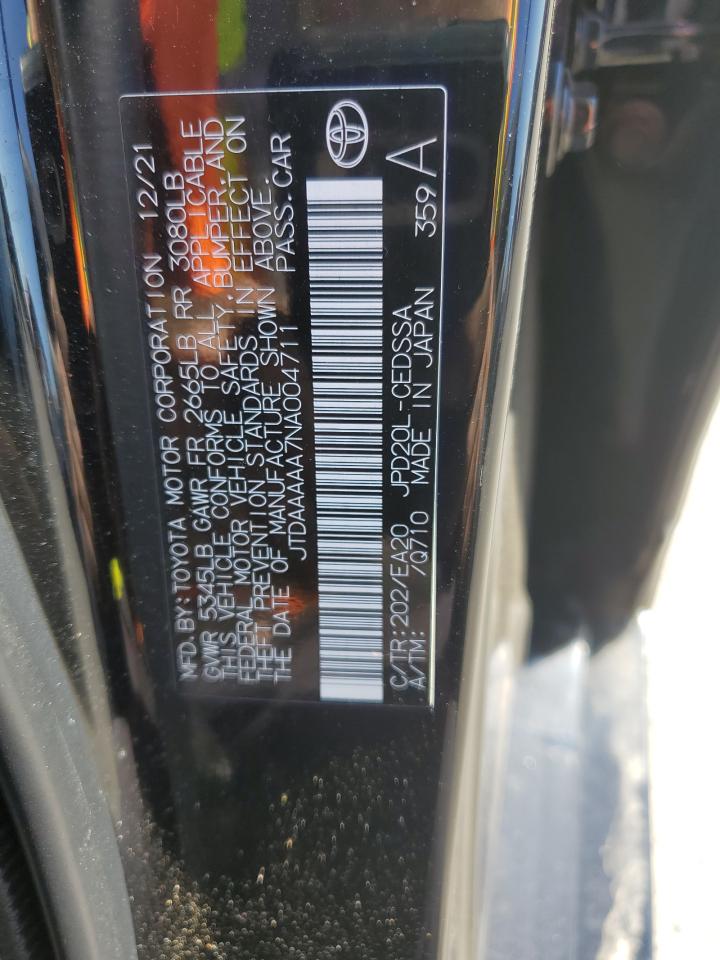 MFD.BY:TOYOTA MOTOR CORPORATION 12/21
GVWR 5345LB GAWR FR 2665LB RR 3080LB
THIS VEHICLE CONFORMS TO ALL APPLICABLE
FEDERAL MOTOR VEHICLE SAFETY,BUMPER,AND
THEFT PREVENTION STANDARDS IN EFFECT ON
THE DATE OF MANUFACTURE SHOWN ABOVE.
JTDAAAAA7NA004711 PASS.CAR
C/TR:202/EA20 JPD20L-CEDSSA 359 A
A/TM: /Q710 MADE IN JAPAN